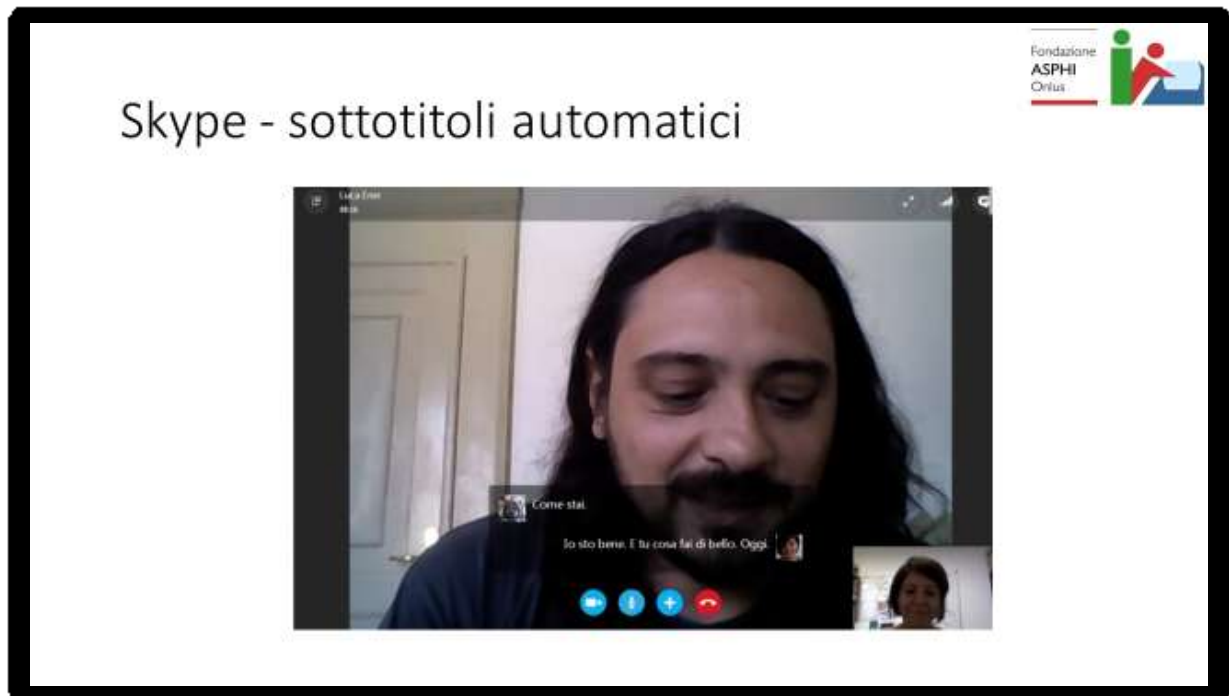 Fondazione
ASPHI
Onlus
Skype - sottotitoli automatici
Come stai.
Io sto bene. E tu cosa fai di bello. Oggi.